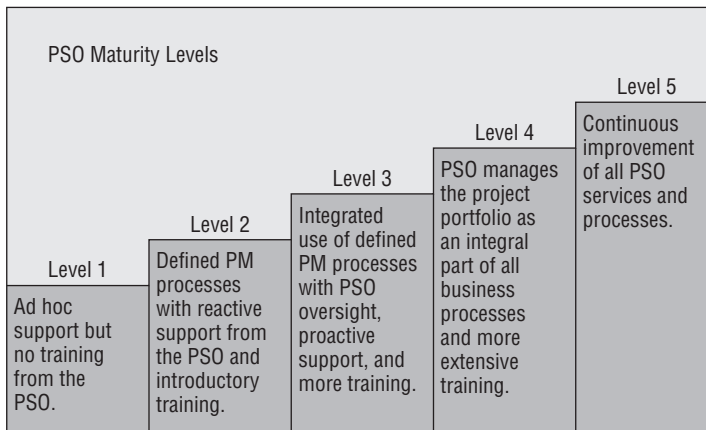 PSO Maturity Levels
Level 1
Ad hoc
support but
no training
from the
PSO.
Level 2
Defined PM
processes
with reactive
support from
the PSO and
introductory
training.
Level 3
Integrated
use of defined
PM processes
with PSO
oversight,
proactive
support, and
more training.
Level 4
PSO manages
the project
portfolio as
an integral
part of all
business
processes
and more
extensive
training.
Level 5
Continuous
improvement
of all PSO
services and
processes.